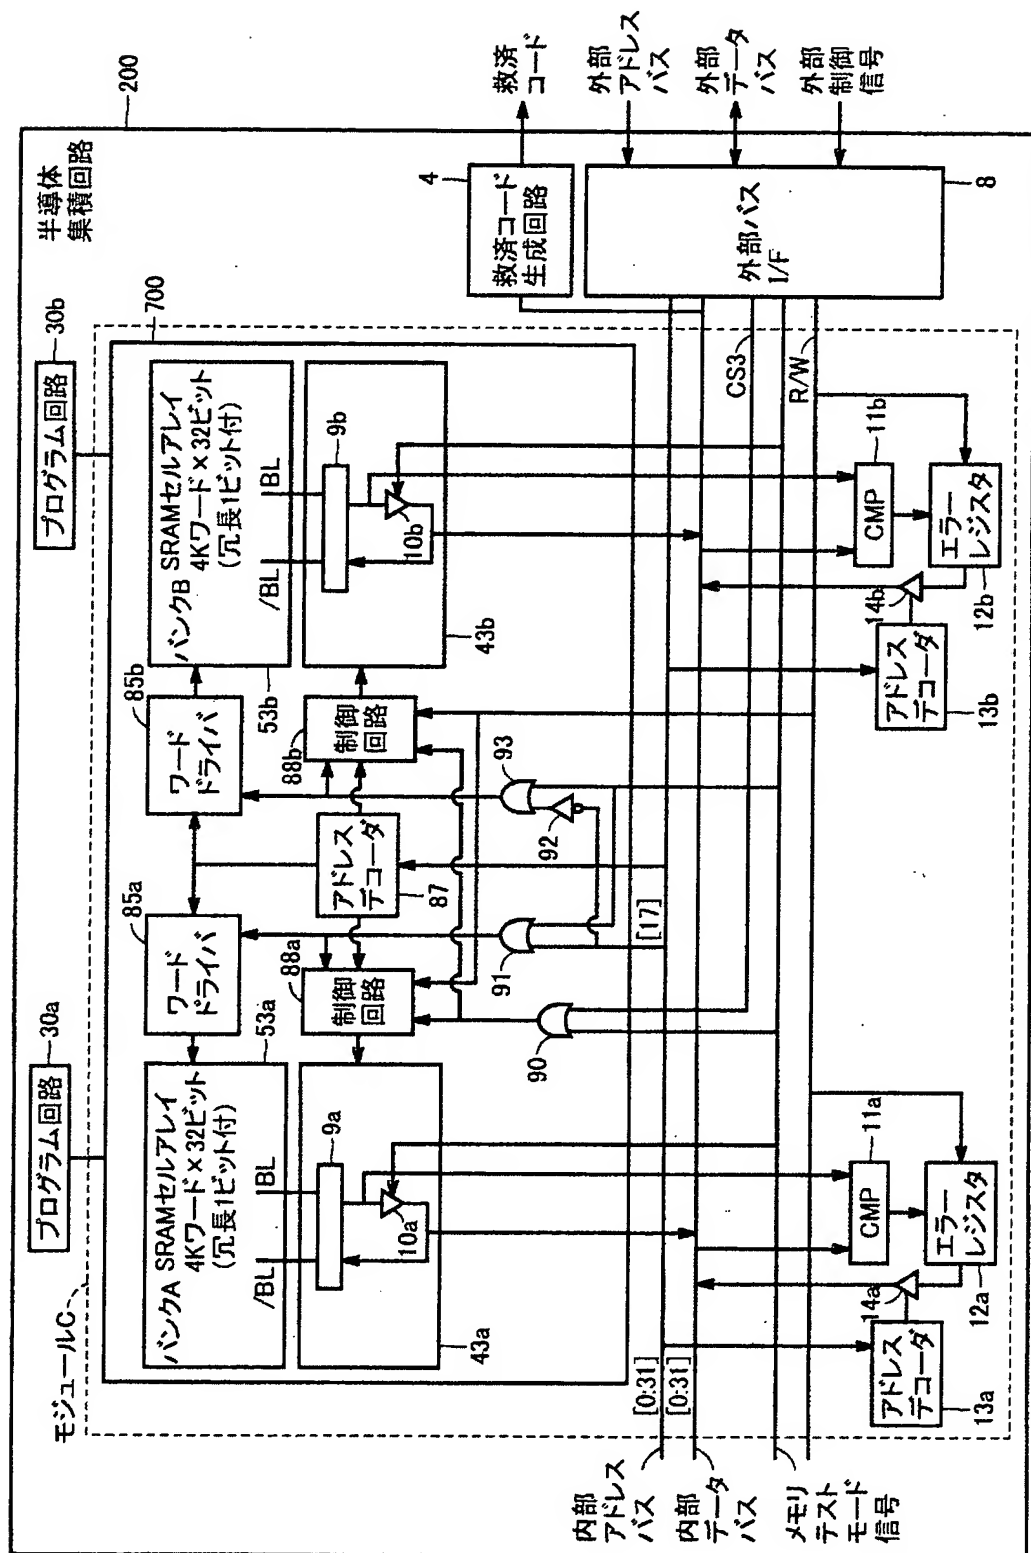 半導体
集積回路
200
プログラム回路
30a
プログラム回路
30b
モジュールC
700
バンクA SRAMセルアレイ
4Kワード×32ビット
(冗長1ビット付)
/BL
BL
53a
ワード
ドライバ
85a
ワード
ドライバ
85b
バンクB SRAMセルアレイ
4Kワード×32ビット
(冗長1ビット付)
/BL
BL
53b
9a
10a
43a
制御
回路
88a
アドレス
デコーダ
87
制御
回路
88b
9b
10b
43b
90
91
92
93
[17]
救済コード
生成回路
4
救済
コード
外部
アドレス
バス
外部
データ
バス
外部
制御
信号
外部バス
I/F
8
内部
アドレス
バス
[0:31]
内部
データ
バス
[0:31]
CS3
メモリ
テスト
モード
信号
R/W
アドレス
デコーダ
13a
14a
CMP
11a
エラー
レジスタ
12a
アドレス
デコーダ
13b
14b
CMP
11b
エラー
レジスタ
12b